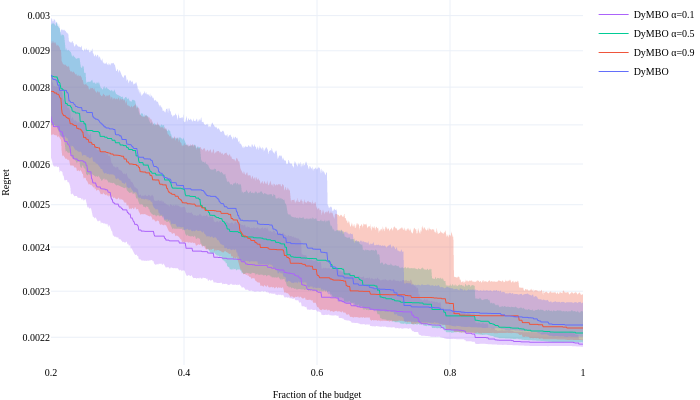 0.003
0.0029
0.0028
0.0027
0.0026
0.0025
0.0024
0.0023
0.0022
Regret
0.2 0.4 0.6 0.8 1
Fraction of the budget
DyMBO α=0.1
DyMBO α=0.5
DyMBO α=0.9
DyMBO